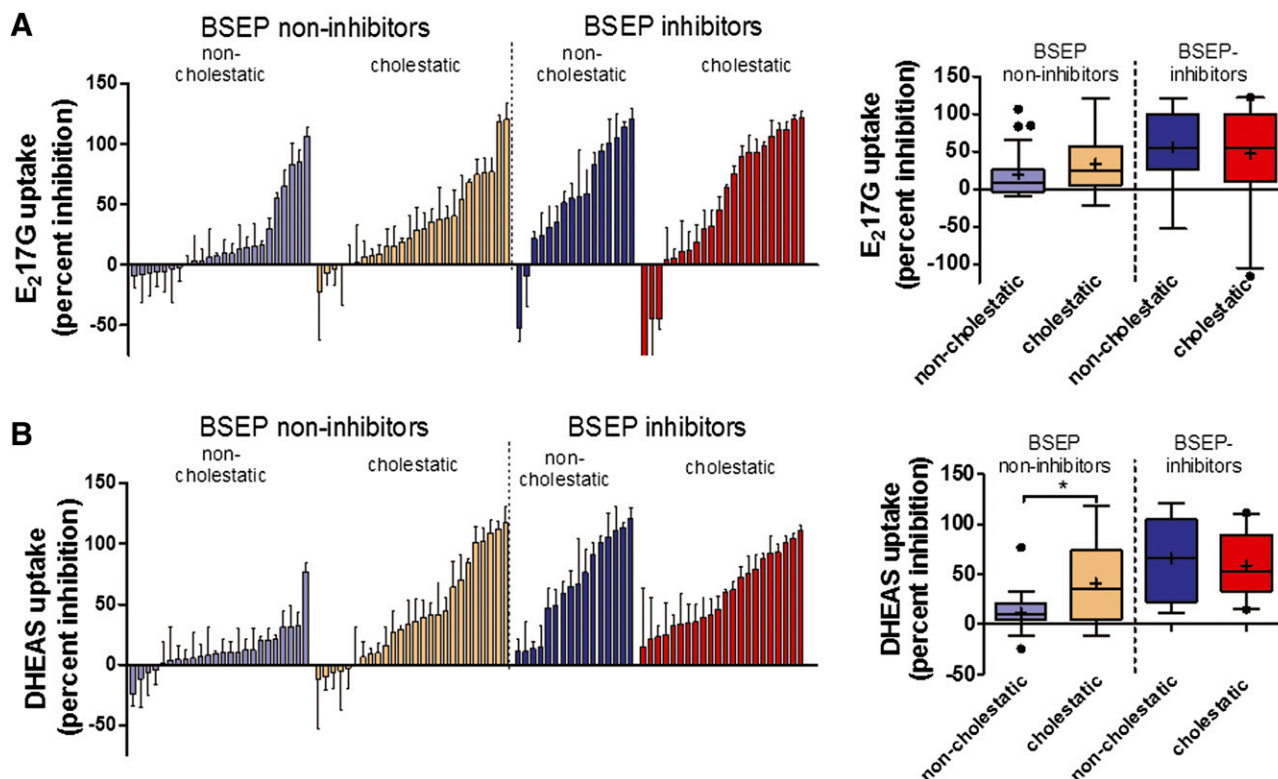 A
BSEP non-inhibitors
BSEP inhibitors
non-
cholestatic
cholestatic
non-
cholestatic
cholestatic
E₂17G uptake
(percent inhibition)
150
100
50
0
-50
BSEP
non-inhibitors
BSEP-
inhibitors
E₂17G uptake
(percent inhibition)
150
100
50
0
-50
-100
non-cholestatic
cholestatic
non-cholestatic
cholestatic
B
BSEP non-inhibitors
BSEP inhibitors
non-
cholestatic
cholestatic
non-
cholestatic
cholestatic
DHEAS uptake
(percent inhibition)
150
100
50
0
-50
BSEP
non-inhibitors
BSEP-
inhibitors
*
DHEAS uptake
(percent inhibition)
150
100
50
0
-50
non-cholestatic
cholestatic
non-cholestatic
cholestatic